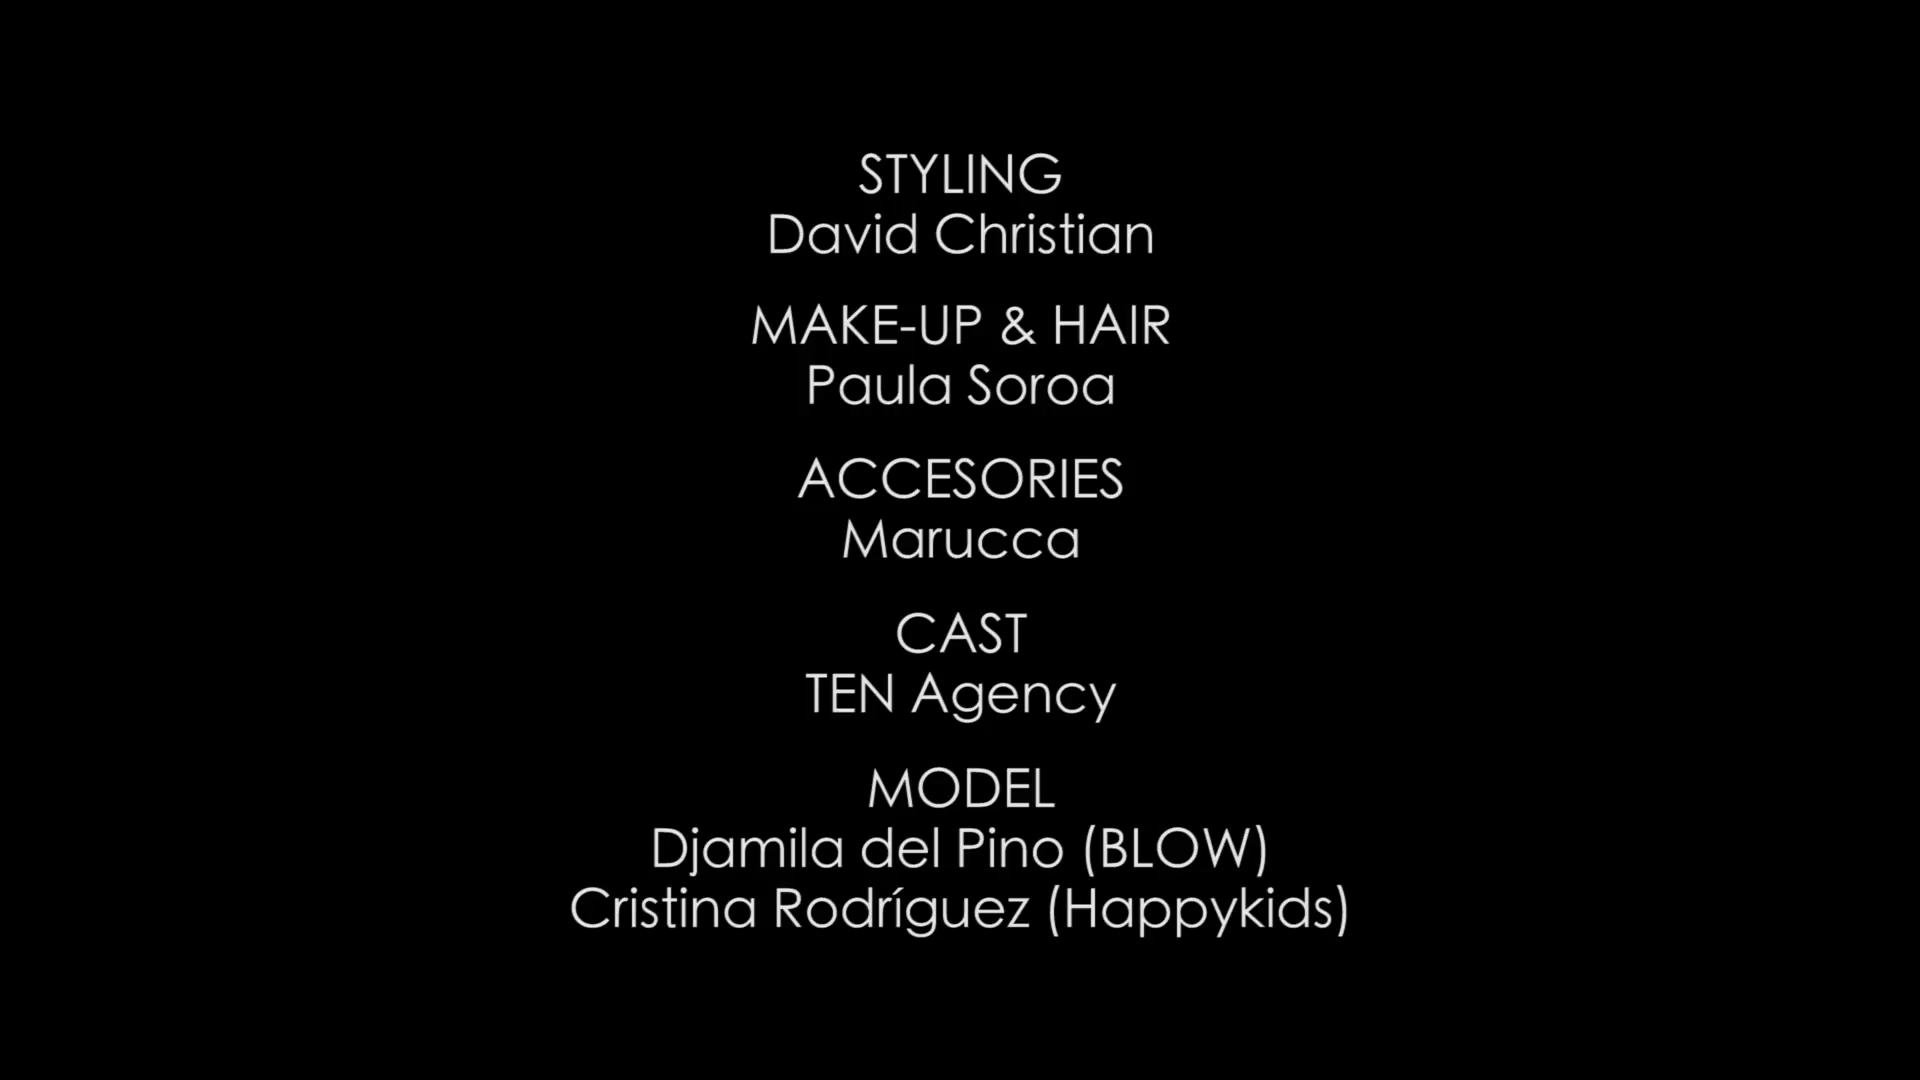 STYLING
David Christian
MAKE-UP & HAIR
Paula Soroa
ACCESORIES
Marucca
CAST
TEN Agency
MODEL
Djamila del Pino (BLOW)
Cristina Rodríguez (Happykids)